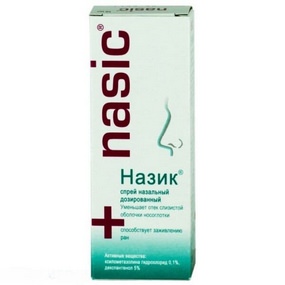 nasic®
nasic®
Назик®
спрей назальный
дозированный
Уменьшает отек слизистой
оболочки носоглотки
способствует заживлению
ран
Активные вещества:
ксилометазолина гидрохлорид 0,1%,
декспантенол 5%